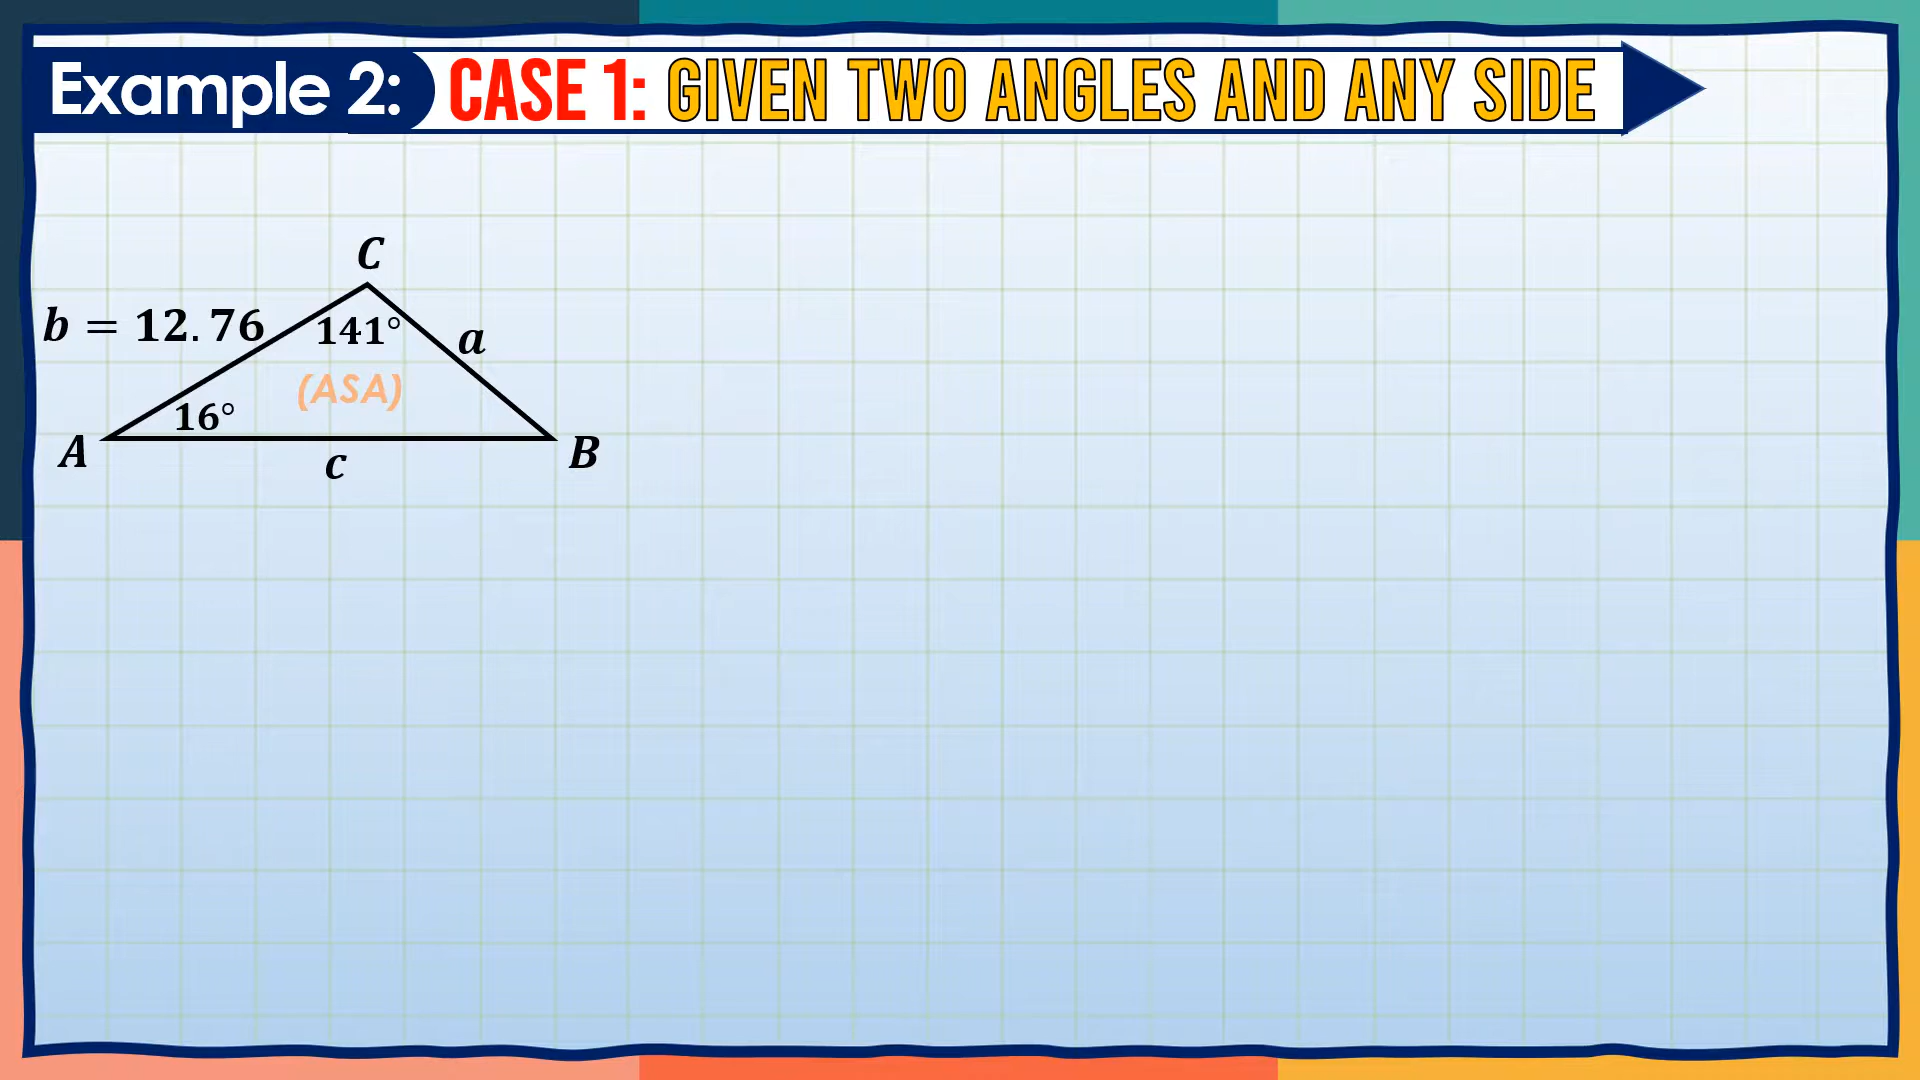 Example 2: CASE 1: GIVEN TWO ANGLES AND ANY SIDE
C
b = 12.76
141°
a
(ASA)
16°
A
B
c